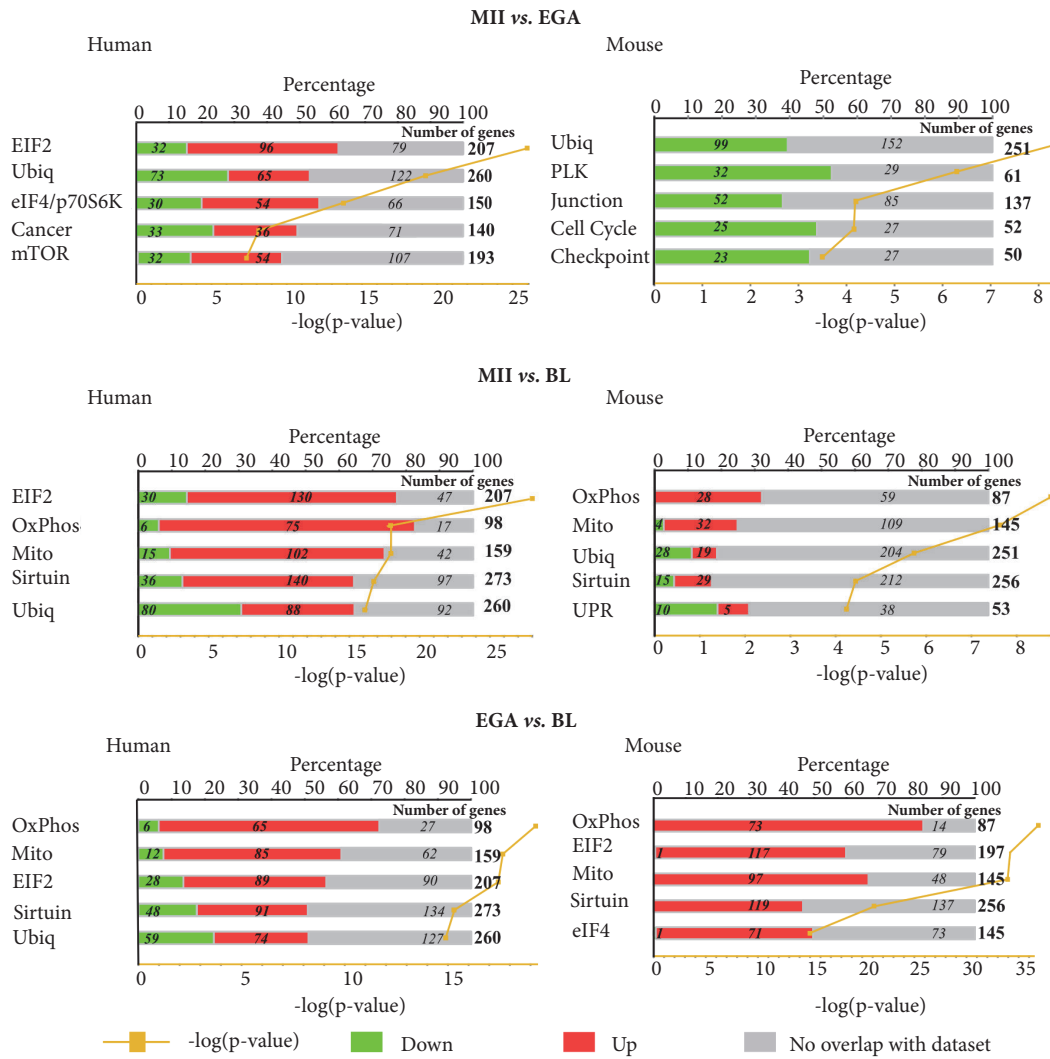 MII vs. EGA
Human
Mouse
Percentage
0 10 20 30 40 50 60 70 80 90 100
Number of genes
EIF2 32 96 79 207
Ubiq 73 65 122 260
eIF4/p70S6K 30 54 66 150
Cancer 33 36 71 140
mTOR 32 54 107 193
0 5 10 15 20 25
-log(p-value)
Percentage
0 10 20 30 40 50 60 70 80 90 100
Number of genes
Ubiq 99 152 251
PLK 32 29 61
Junction 52 85 137
Cell Cycle 25 27 52
Checkpoint 23 27 50
0 1 2 3 4 5 6 7 8
-log(p-value)
MII vs. BL
Human
Mouse
Percentage
0 10 20 30 40 50 60 70 80 90 100
Number of genes
EIF2 30 130 47 207
OxPhos 6 75 17 98
Mito 15 102 42 159
Sirtuin 36 140 97 273
Ubiq 80 88 92 260
0 5 10 15 20 25
-log(p-value)
Percentage
0 10 20 30 40 50 60 70 80 90 100
Number of genes
OxPhos 28 59 87
Mito 4 32 109 145
Ubiq 28 19 204 251
Sirtuin 15 29 212 256
UPR 10 5 38 53
0 1 2 3 4 5 6 7 8
-log(p-value)
EGA vs. BL
Human
Mouse
Percentage
0 10 20 30 40 50 60 70 80 90 100
Number of genes
OxPhos 6 65 27 98
Mito 12 85 62 159
EIF2 28 89 90 207
Sirtuin 48 91 134 273
Ubiq 59 74 127 260
0 5 10 15
-log(p-value)
Percentage
0 10 20 30 40 50 60 70 80 90 100
Number of genes
OxPhos 73 14 87
EIF2 1 117 79 197
Mito 97 48 145
Sirtuin 119 137 256
eIF4 1 71 73 145
0 5 10 15 20 25 30 35
-log(p-value)
-log(p-value) Down Up No overlap with dataset